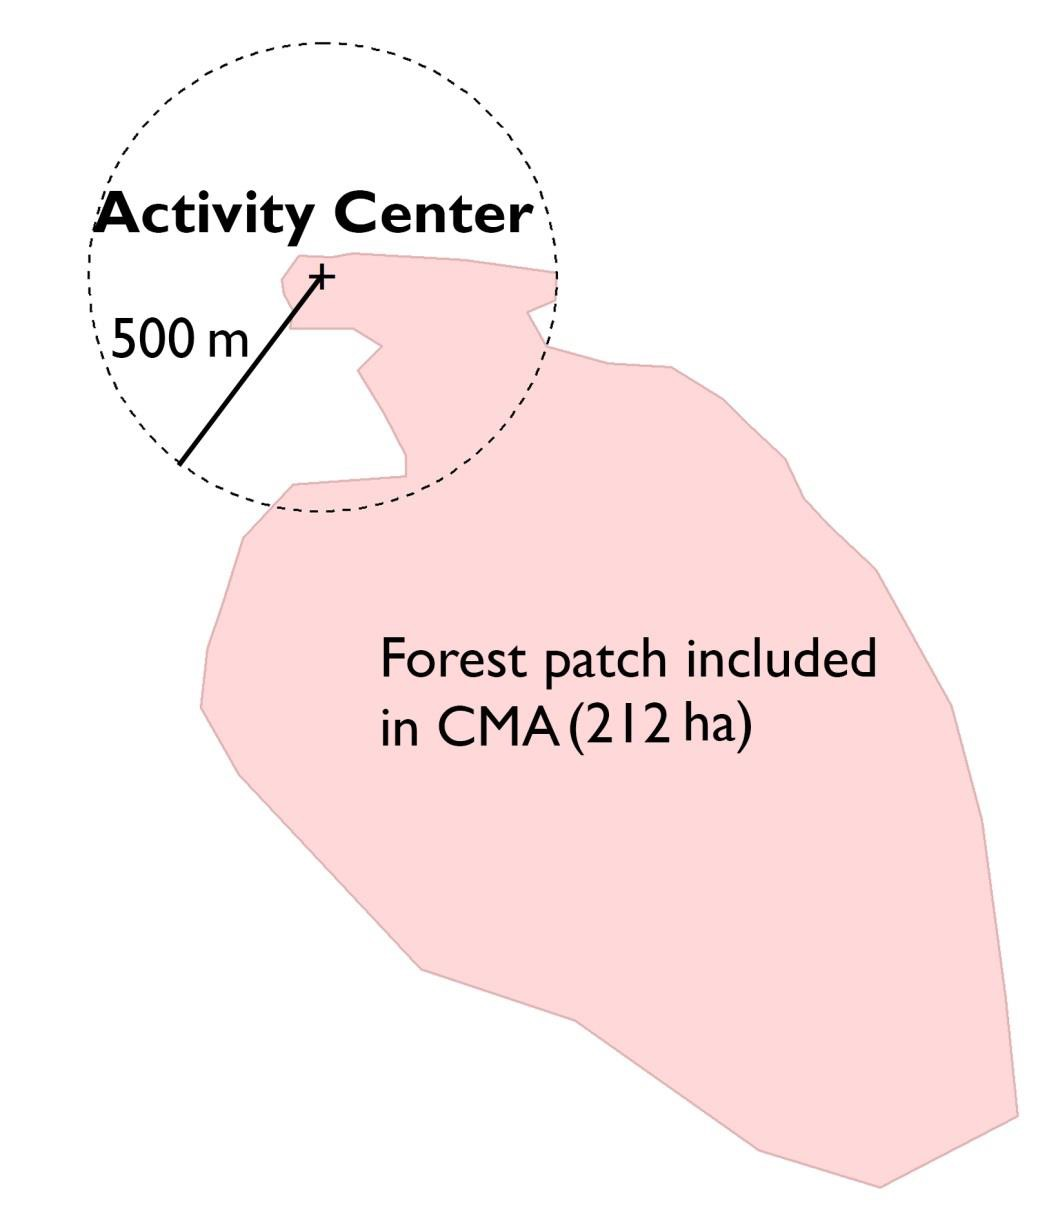 Activity Center
500 m
Forest patch included
in CMA (212 ha)